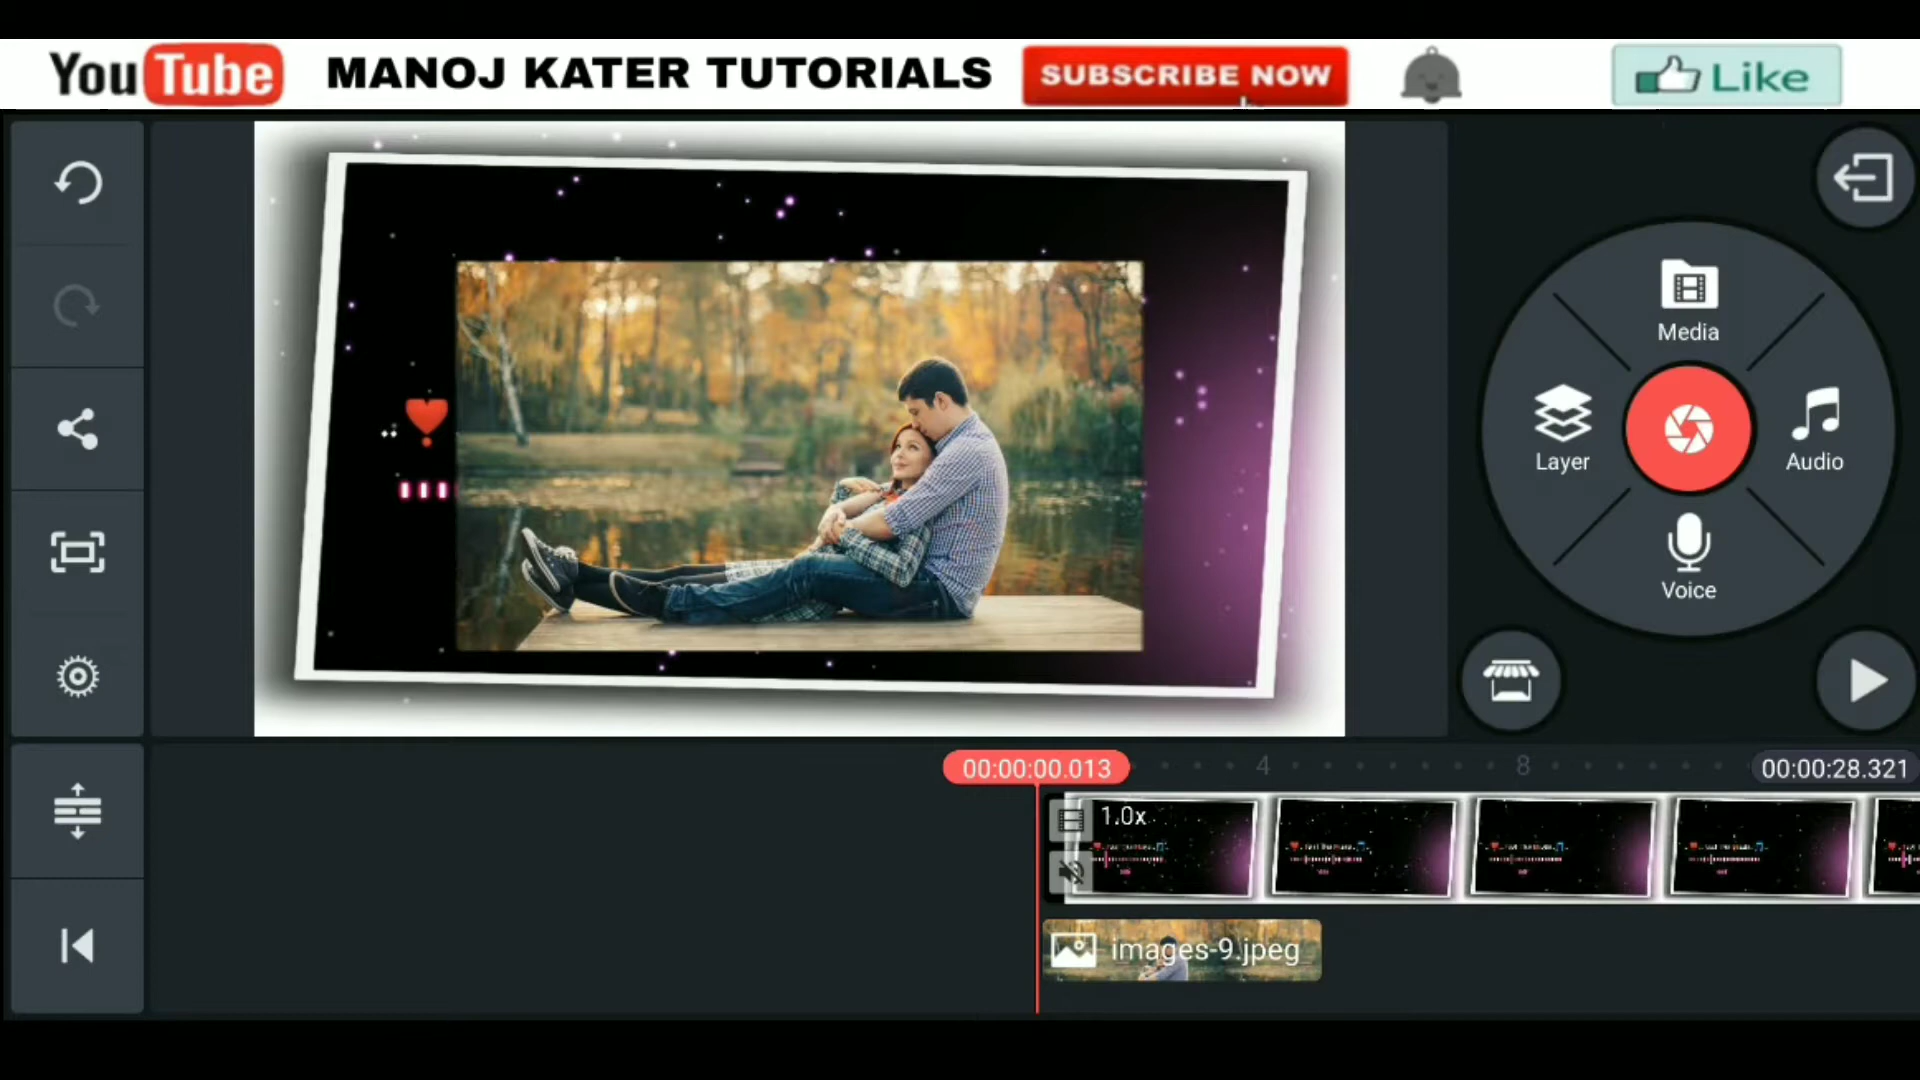 YouTube MANOJ KATER TUTORIALS SUBSCRIBE NOW Like
Media
Layer
Audio
Voice
00:00:00.013 4 8 00:00:28.321
1.0x
images-9.jpeg